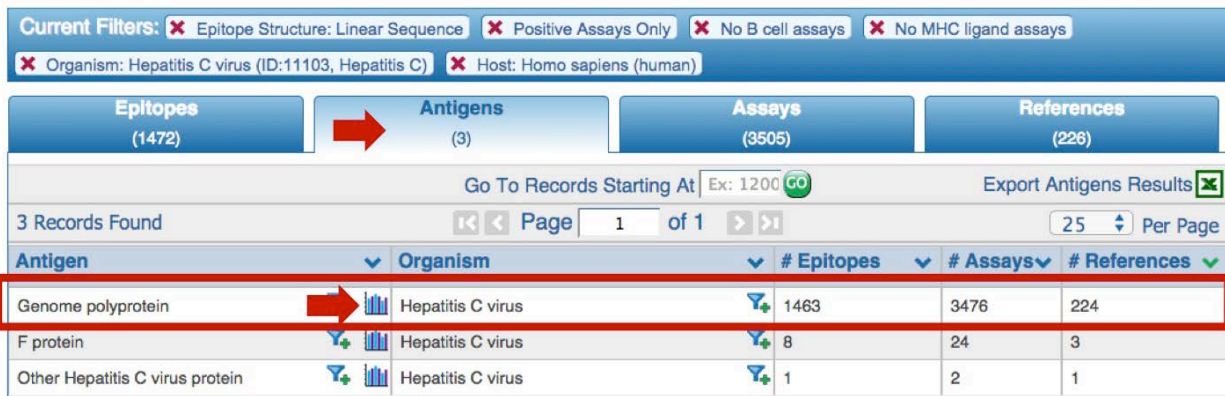 Current Filters: Epitope Structure: Linear Sequence Positive Assays Only No B cell assays No MHC ligand assays
Organism: Hepatitis C virus (ID:11103, Hepatitis C) Host: Homo sapiens (human)
Epitopes Antigens Assays References
(1472) (3) (3505) (226)
Go To Records Starting At Ex: 1200 GO Export Antigens Results
3 Records Found Page 1 of 1 25 Per Page
Antigen Organism # Epitopes # Assays # References
Genome polyprotein Hepatitis C virus 1463 3476 224
F protein Hepatitis C virus 8 24 3
Other Hepatitis C virus protein Hepatitis C virus 1 2 1